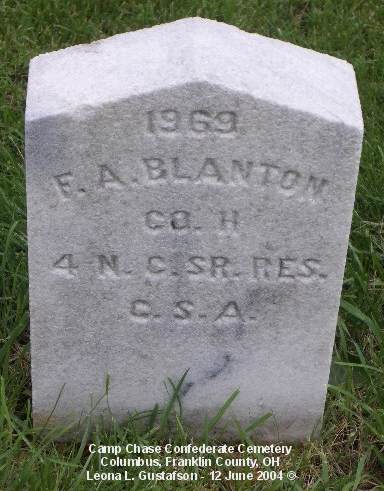 1969
F. A. BLANTON
CO. H
4 N. C. SR. RES.
C. S. A.
Camp Chase Confederate Cemetery
Columbus, Franklin County, OH
Leona L. Gustafson - 12 June 2004 ©